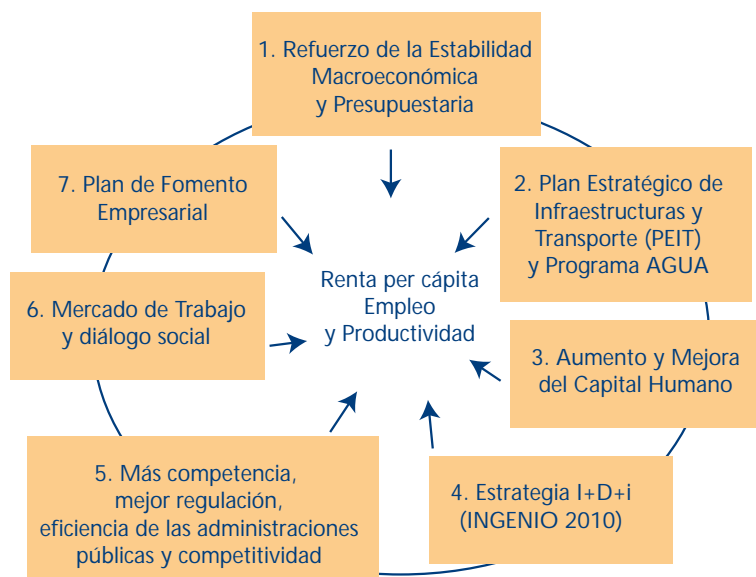 1. Refuerzo de la Estabilidad
Macroeconómica
y Presupuestaria
2. Plan Estratégico de
Infraestructuras y
Transporte (PEIT)
y Programa AGUA
3. Aumento y Mejora
del Capital Humano
4. Estrategia I+D+i
(INGENIO 2010)
5. Más competencia,
mejor regulación,
eficiencia de las administraciones
públicas y competitividad
6. Mercado de Trabajo
y diálogo social
7. Plan de Fomento
Empresarial
Renta per cápita
Empleo
y Productividad